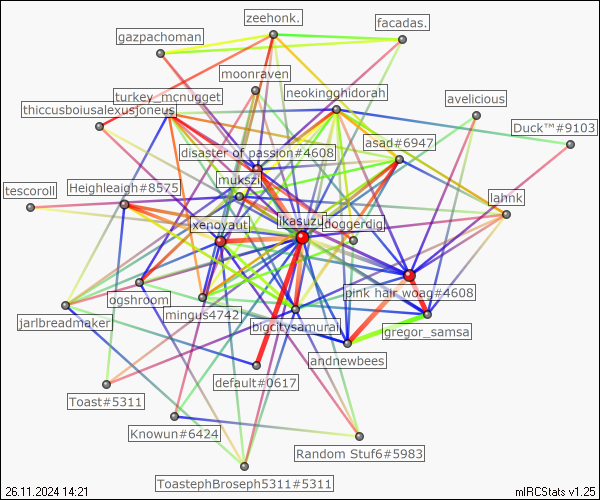 zeehonk.
facadas.
gazpachoman
moonraven
turkey_mcnugget
neokingghidorah
avelicious
thiccusboiusalexusjoneus
Duck™#9103
asad#6947
disaster of passion#4608
mukszi
tescoroll
Heighleaigh#8575
lahnk
xenoyaut
ikasuzu
doggerdig
pink hair woag#4608
ogshroom
mingus4742
jarlbreadmaker
bigcitysamurai
gregor_samsa
andnewbees
default#0617
Toast#5311
Knowun#6424
Random Stuf6#5983
ToastephBroseph5311#5311
26.11.2024 14:21
mIRCStats v1.25